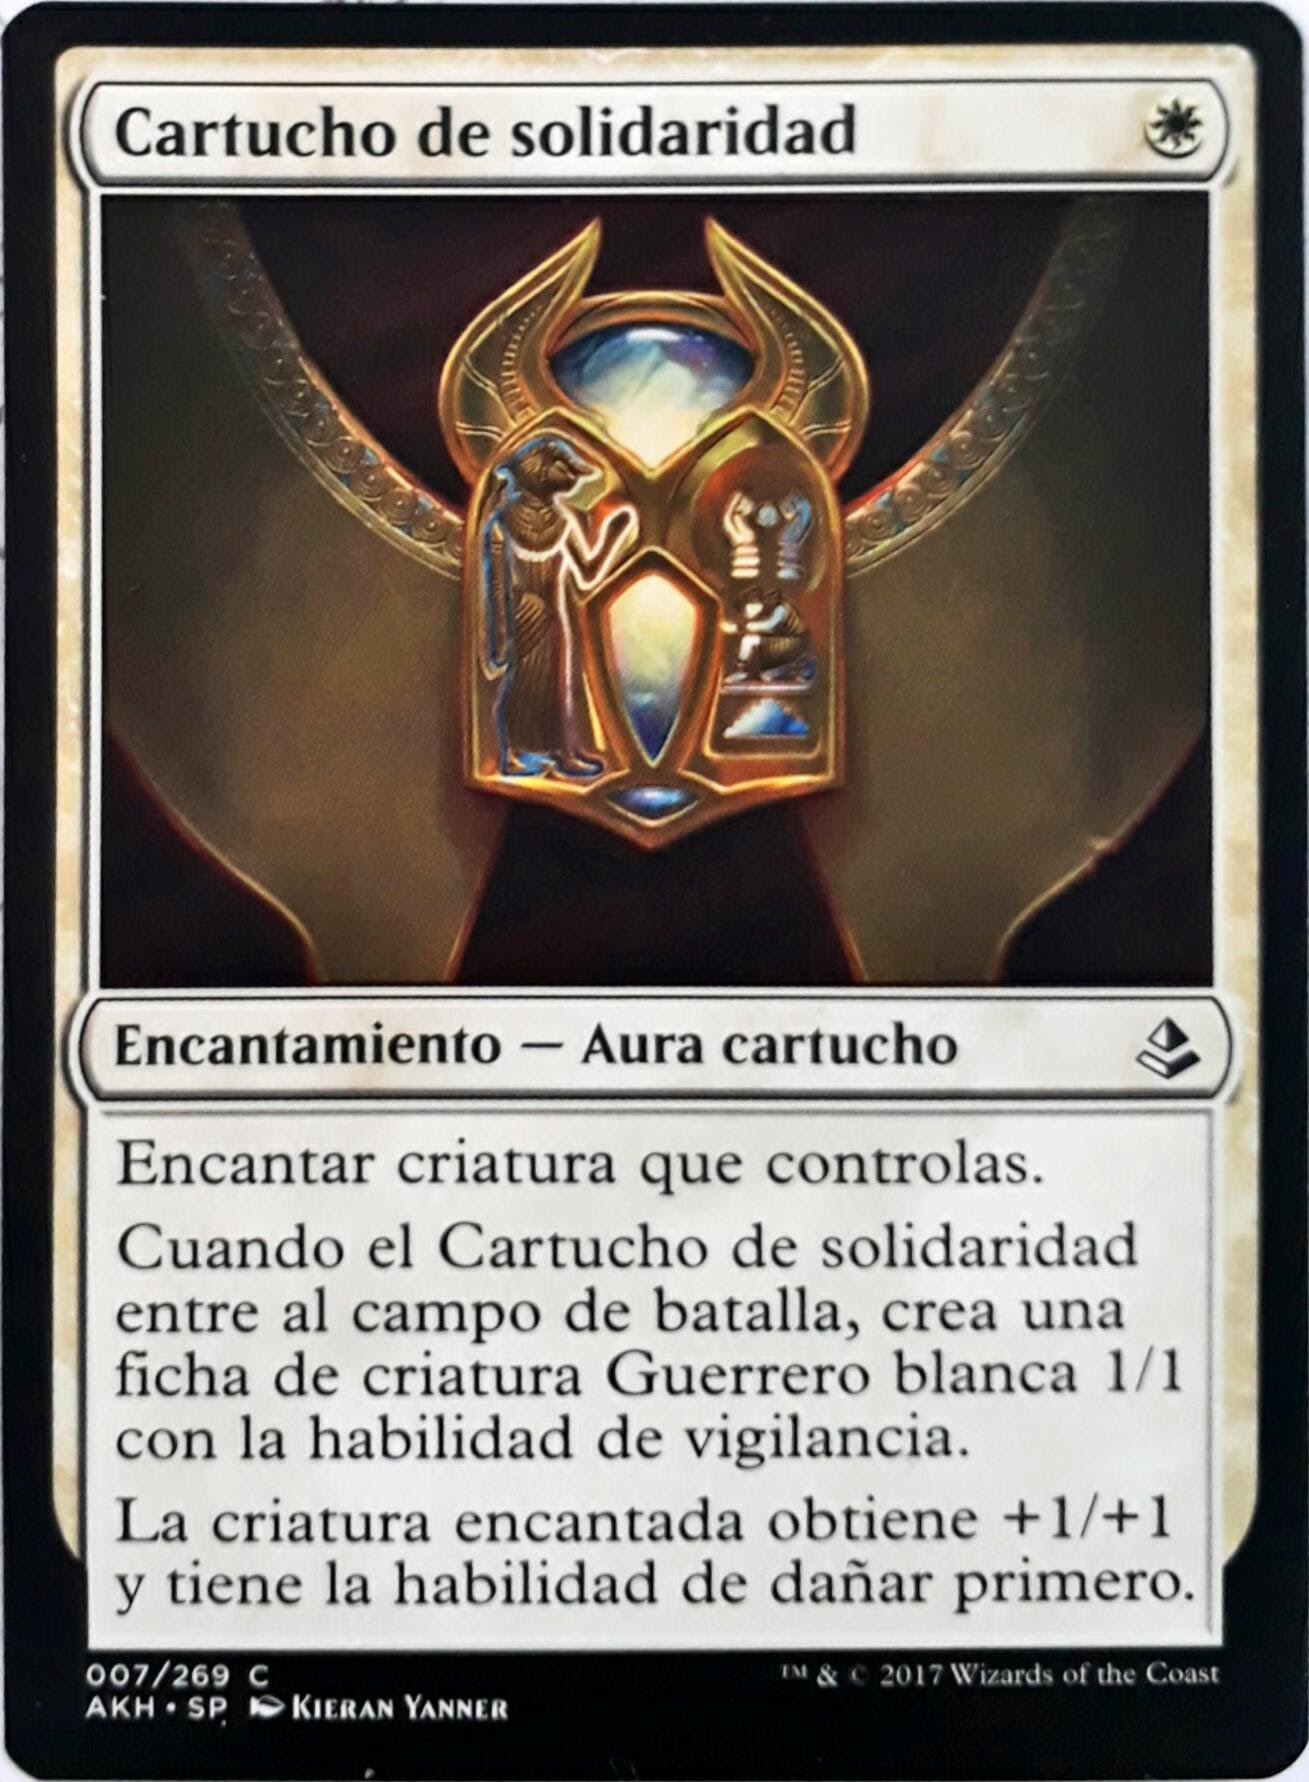 Cartucho de solidaridad
Encantamiento — Aura cartucho
Encantar criatura que controlas.
Cuando el Cartucho de solidaridad
entre al campo de batalla, crea una
ficha de criatura Guerrero blanca 1/1
con la habilidad de vigilancia.
La criatura encantada obtiene +1/+1
y tiene la habilidad de dañar primero.
007/269 C
™ & © 2017 Wizards of the Coast
AKH • SP KIERAN YANNER